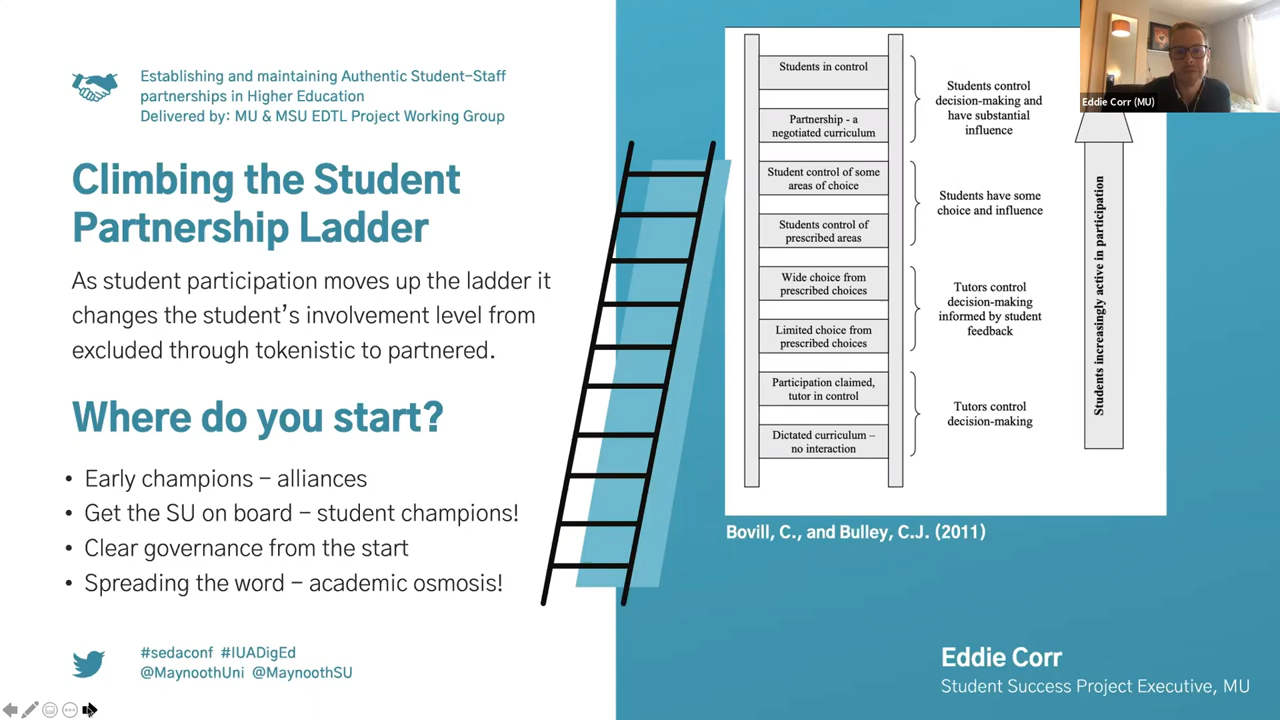 Establishing and maintaining Authentic Student-Staff
partnerships in Higher Education
Delivered by: MU & MSU EDTL Project Working Group
Climbing the Student
Partnership Ladder
As student participation moves up the ladder it
changes the student's involvement level from
excluded through tokenistic to partnered.
Where do you start?
• Early champions – alliances
• Get the SU on board – student champions!
• Clear governance from the start
• Spreading the word – academic osmosis!
#sedaconf #IUADigEd
@MaynoothUni @MaynoothSU
Students in control
Partnership - a
negotiated curriculum
Student control of some
areas of choice
Students control of
prescribed areas
Wide choice from
prescribed choices
Limited choice from
prescribed choices
Participation claimed,
tutor in control
Dictated curriculum –
no interaction
Students control
decision-making and
have substantial
influence
Students have some
choice and influence
Tutors control
decision-making
informed by student
feedback
Tutors control
decision-making
Students increasingly active in participation
Eddie Corr (MU)
Bovill, C., and Bulley, C.J. (2011)
Eddie Corr
Student Success Project Executive, MU